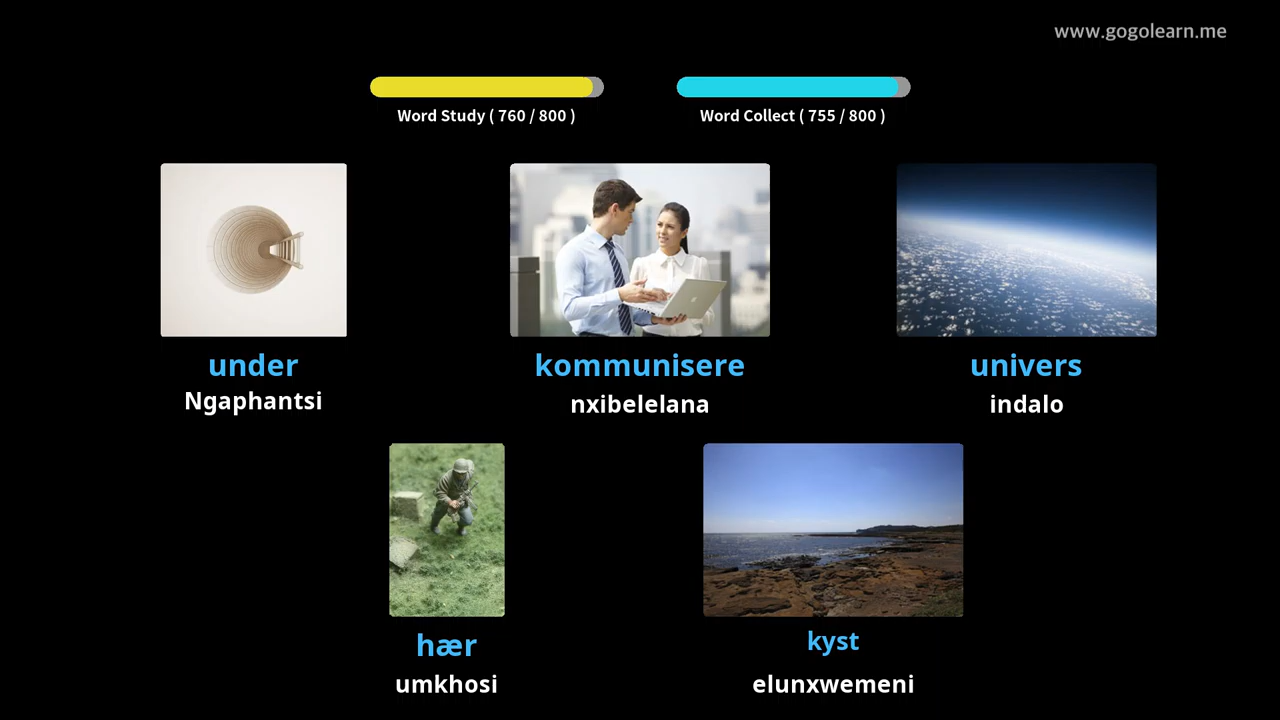 www.gogolearn.me
Word Study ( 760 / 800 )
Word Collect ( 755 / 800 )
under
kommunisere
univers
Ngaphantsi
nxibelelana
indalo
hær
kyst
umkhosi
elunxwemeni